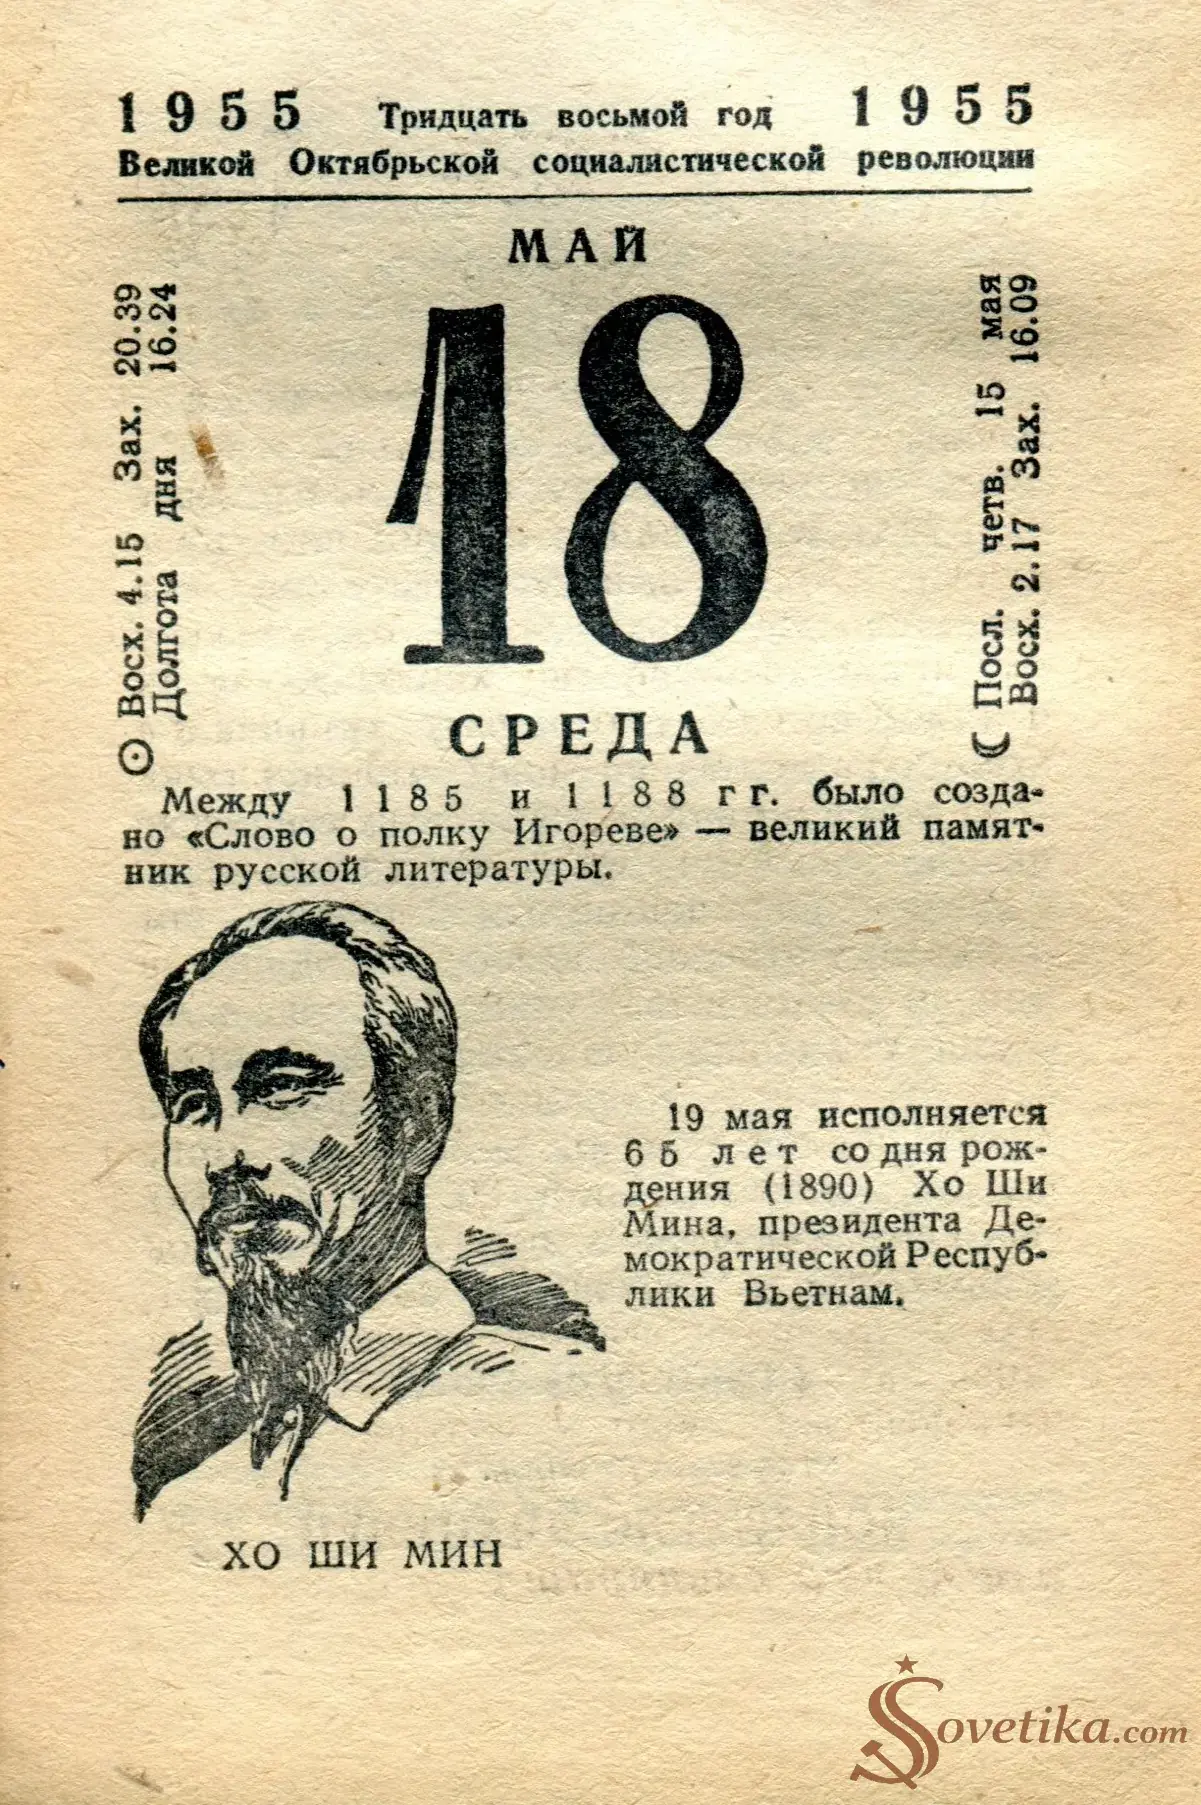 1955 Тридцать восьмой год 1955
Великой Октябрьской социалистической революции
МАЙ
18
СРЕДА
Восх. 4.15 Зах. 20.39
Долгота дня 16.24
Посл. четв. 15 мая
Восх. 2.17 Зах. 16.09
Между 1185 и 1188 гг. было созда-
но «Слово о полку Игореве» — великий памят-
ник русской литературы.
19 мая исполняется
65 лет со дня рож-
дения (1890) Хо Ши
Мина, президента Де-
мократической Респуб-
лики Вьетнам.
ХО ШИ МИН
Sovetika.com